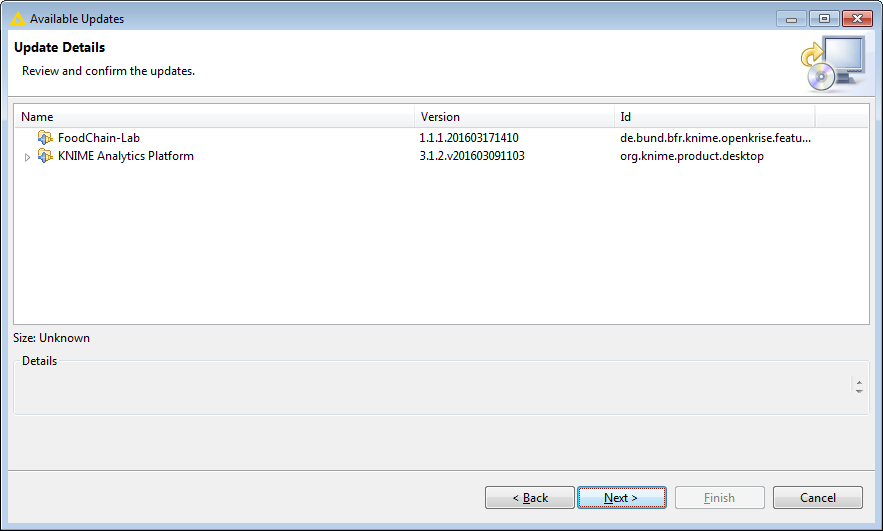 Available Updates
Update Details
Review and confirm the updates.
Name Version Id
FoodChain-Lab 1.1.1.201603171410 de.bund.bfr.knime.openkrise.featu...
KNIME Analytics Platform 3.1.2.v201603091103 org.knime.product.desktop
Size: Unknown
Details
< Back Next > Finish Cancel